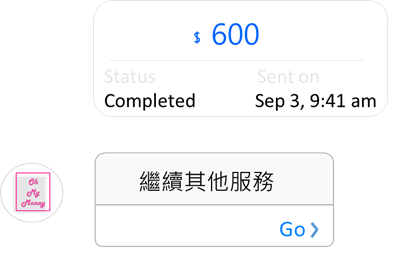 $ 600
Status Sent on
Completed Sep 3, 9:41 am
繼續其他服務
Oh
My
Money
Go >